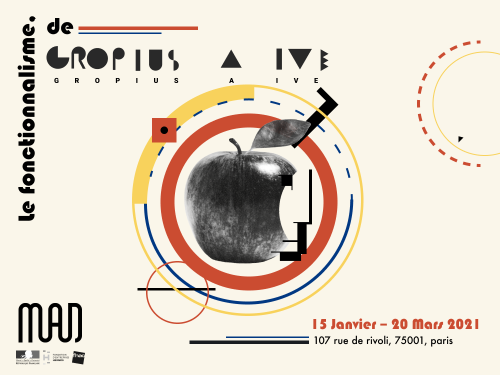 Le fonctionnalisme,
de
GROPIUS A IVE
GROPIUS A IVE
15 Janvier – 20 Mars 2021
107 rue de rivoli, 75001, paris
MAD
fnac